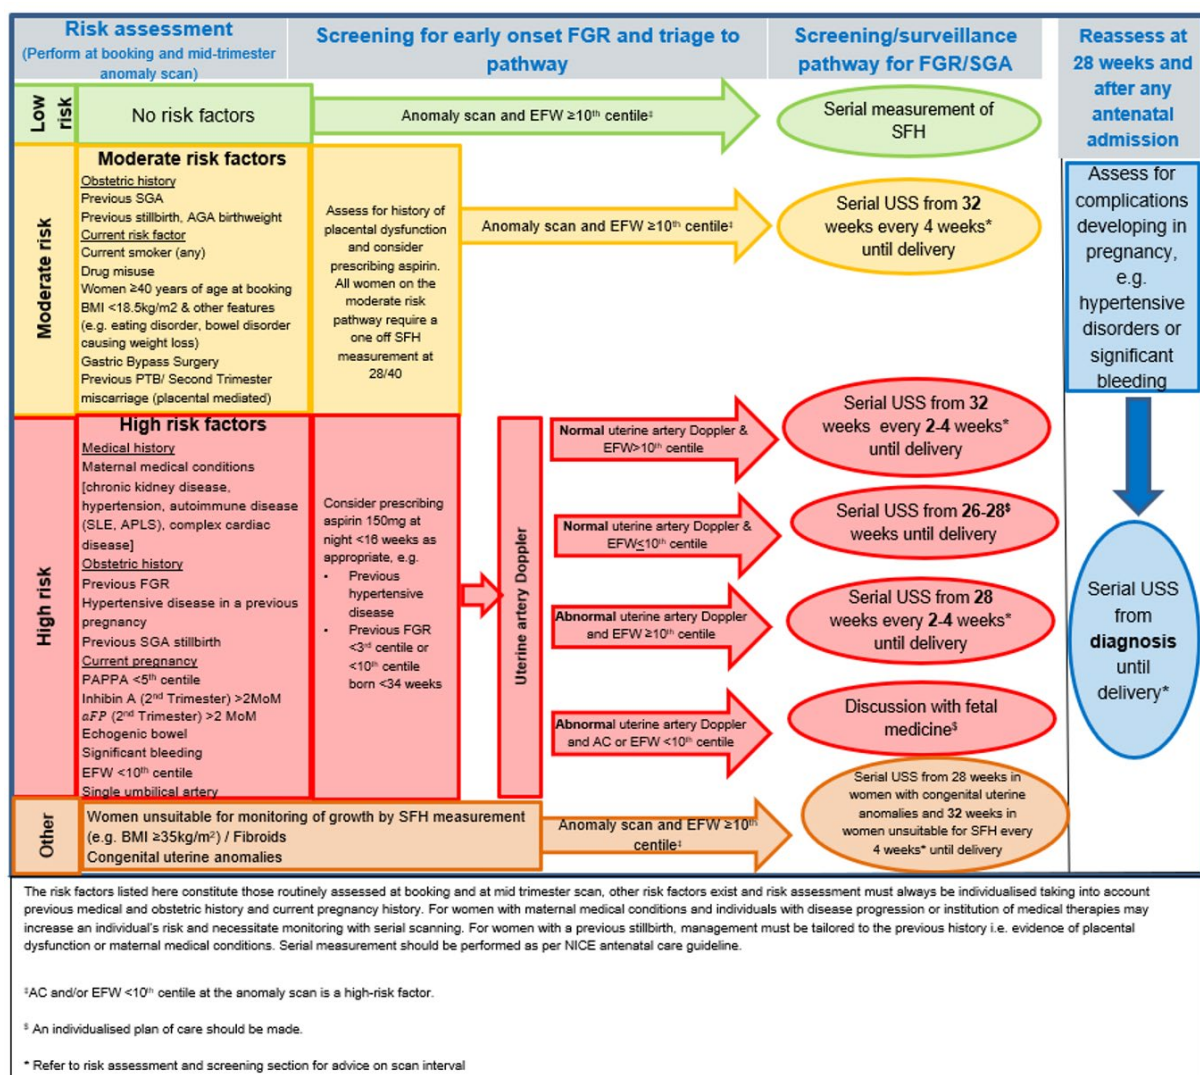 Risk assessment
(Perform at booking and mid-trimester
anomaly scan)
Screening for early onset FGR and triage to
pathway
Screening/surveillance
pathway for FGR/SGA
Reassess at
28 weeks and
after any
antenatal
admission
Low
risk
No risk factors
Anomaly scan and EFW ≥10th centile‡
Serial measurement of
SFH
Moderate risk
Moderate risk factors
Obstetric history
Previous SGA
Previous stillbirth, AGA birthweight
Current risk factor
Current smoker (any)
Drug misuse
Women ≥40 years of age at booking
BMI <18.5kg/m2 & other features
(e.g. eating disorder, bowel disorder
causing weight loss)
Gastric Bypass Surgery
Previous PTB/ Second Trimester
miscarriage (placental mediated)
Assess for history of
placental dysfunction
and consider
prescribing aspirin.
All women on the
moderate risk
pathway require a
one off SFH
measurement at
28/40
Anomaly scan and EFW ≥10th centile‡
Serial USS from 32
weeks every 4 weeks*
until delivery
Assess for
complications
developing in
pregnancy,
e.g.
hypertensive
disorders or
significant
bleeding
High risk
High risk factors
Medical history
Maternal medical conditions
[chronic kidney disease,
hypertension, autoimmune disease
(SLE, APLS), complex cardiac
disease]
Obstetric history
Previous FGR
Hypertensive disease in a previous
pregnancy
Previous SGA stillbirth
Current pregnancy
PAPPA <5th centile
Inhibin A (2nd Trimester) >2MoM
aFP (2nd Trimester) >2 MoM
Echogenic bowel
Significant bleeding
EFW <10th centile
Single umbilical artery
Consider prescribing
aspirin 150mg at
night <16 weeks as
appropriate, e.g.
• Previous
hypertensive
disease
• Previous FGR
<3rd centile or
<10th centile
born <34 weeks
Uterine artery Doppler
Normal uterine artery Doppler &
EFW>10th centile
Serial USS from 32
weeks every 2-4 weeks*
until delivery
Normal uterine artery Doppler &
EFW≤10th centile
Serial USS from 26-28$
weeks until delivery
Abnormal uterine artery Doppler
and EFW ≥10th centile
Serial USS from 28
weeks every 2-4 weeks*
until delivery
Abnormal uterine artery Doppler
and AC or EFW <10th centile
Discussion with fetal
medicine$
Serial USS
from
diagnosis
until
delivery*
Other
Women unsuitable for monitoring of growth by SFH measurement
(e.g. BMI ≥35kg/m2) / Fibroids
Congenital uterine anomalies
Anomaly scan and EFW ≥10th
centile‡
Serial USS from 28 weeks in
women with congenital uterine
anomalies and 32 weeks in
women unsuitable for SFH every
4 weeks* until delivery
The risk factors listed here constitute those routinely assessed at booking and at mid trimester scan, other risk factors exist and risk assessment must always be individualised taking into account
previous medical and obstetric history and current pregnancy history. For women with maternal medical conditions and individuals with disease progression or institution of medical therapies may
increase an individual's risk and necessitate monitoring with serial scanning. For women with a previous stillbirth, management must be tailored to the previous history i.e. evidence of placental
dysfunction or maternal medical conditions. Serial measurement should be performed as per NICE antenatal care guideline.
‡AC and/or EFW <10th centile at the anomaly scan is a high-risk factor.
$ An individualised plan of care should be made.
* Refer to risk assessment and screening section for advice on scan interval